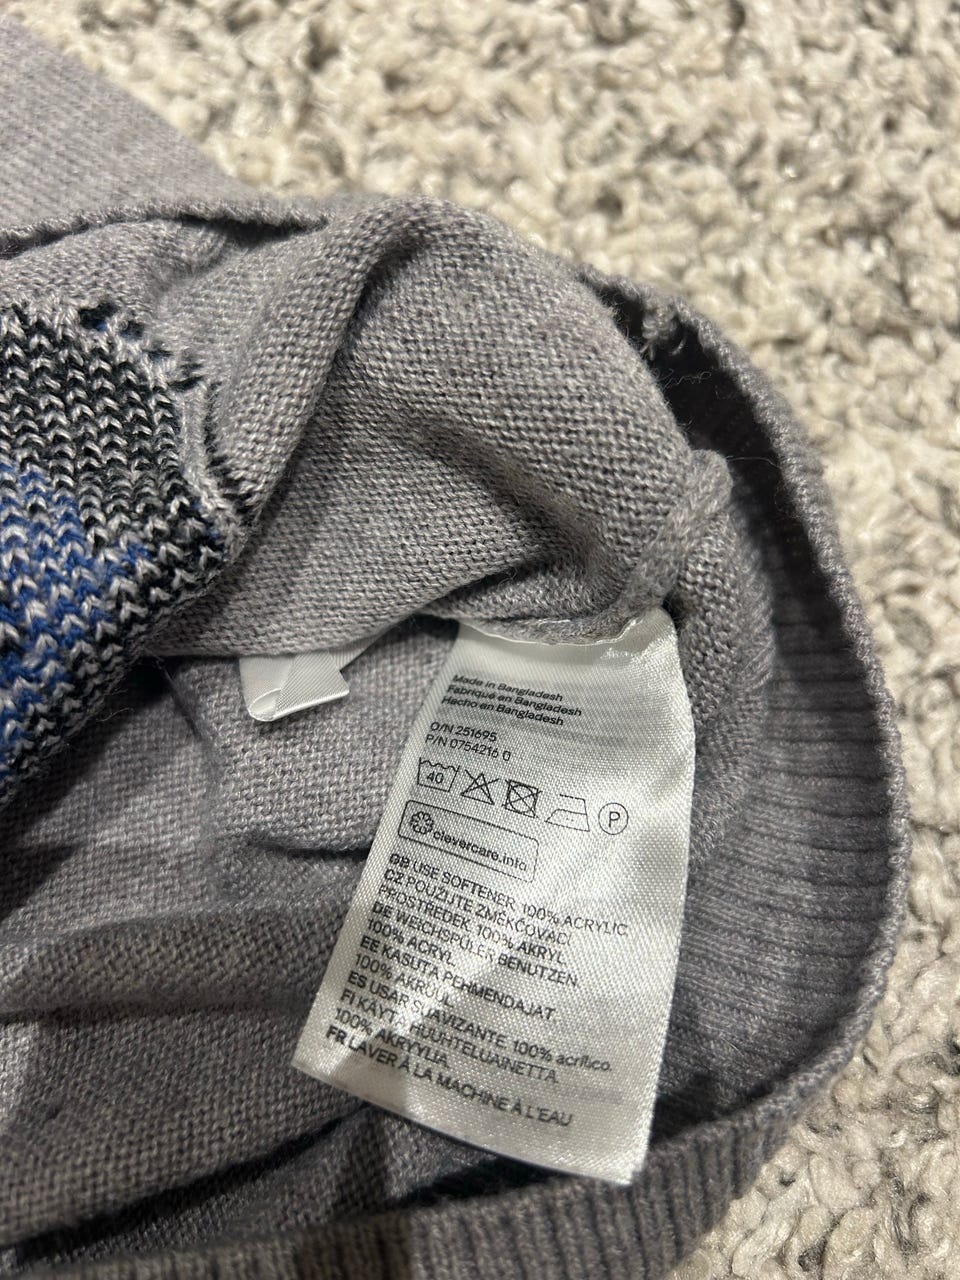 Made in Bangladesh
Fabriqué en Bangladesh
Hecho en Bangladesh
O/N 251695
P/N 0754216 0
40
P
clevercare.info
GB USE SOFTENER. 100% ACRYLIC
CZ POUŽIJTE ZMĚKČOVACÍ
PROSTŘEDEK. 100% AKRYL
DE WEICHSPÜLER BENUTZEN.
100% ACRYL
EE KASUTA PEHMENDAJAT.
100% AKRÜÜL
ES USAR SUAVIZANTE 100% acrílico.
FI KÄYTÄ HUUHTELUAINETTA.
100% AKRYYLIA
FR LAVER À LA MACHINE À L'EAU